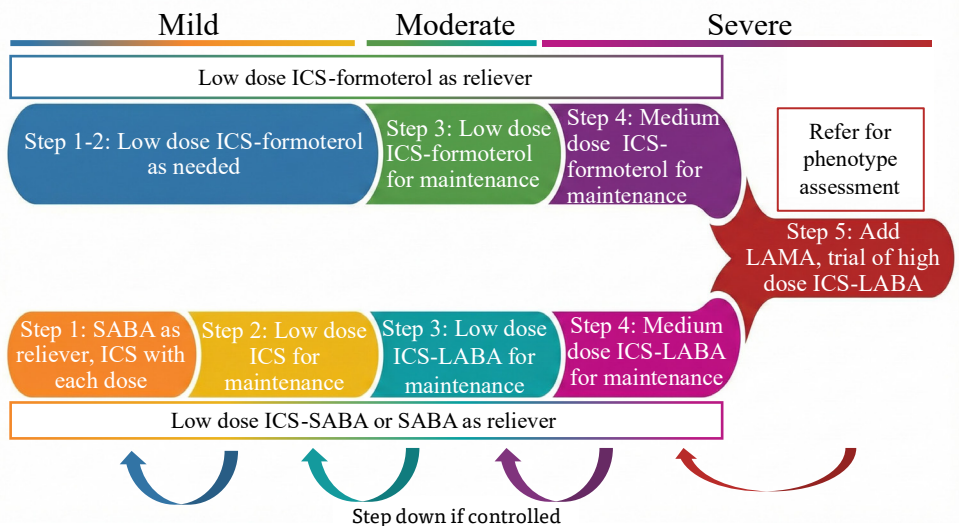 Mild
Moderate
Severe
Low dose ICS-formoterol as reliever
Step 1-2: Low dose ICS-formoterol
as needed
Step 3: Low dose
ICS-formoterol
for maintenance
Step 4: Medium
dose ICS-
formoterol for
maintenance
Refer for
phenotype
assessment
Step 5: Add
LAMA, trial of high
dose ICS-LABA
Step 1: SABA as
reliever, ICS with
each dose
Step 2: Low dose
ICS for
maintenance
Step 3: Low dose
ICS-LABA for
maintenance
Step 4: Medium
dose ICS-LABA
for maintenance
Low dose ICS-SABA or SABA as reliever
Step down if controlled